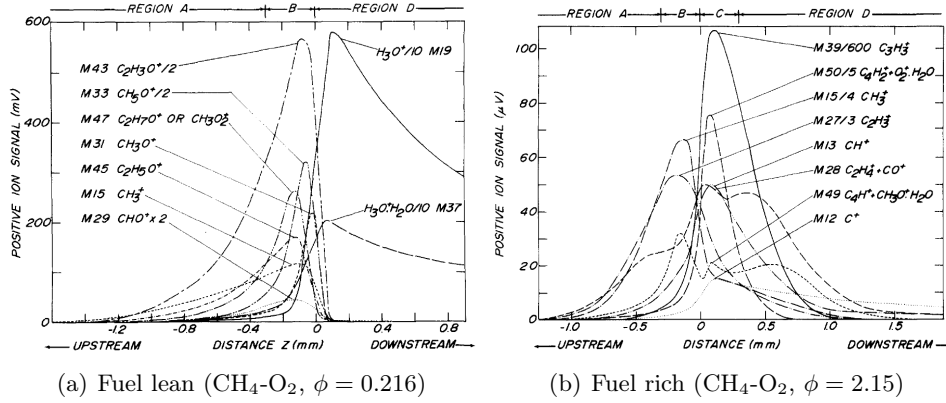 REGION A B REGION D
600
400
200
0
POSITIVE ION SIGNAL (mV)
M43 C₂H₃O⁺/2
M33 CH₅O⁺/2
M47 C₂H₇O⁺ OR CH₃O₂⁺
M31 CH₃O⁺
M45 C₂H₅O⁺
M15 CH₃⁺
M29 CHO⁺x2
H₃O⁺/10 M19
H₃O⁺.H₂O/10 M37
-1.2 -0.8 -0.4 0 0.4 0.8
UPSTREAM DISTANCE Z (mm) DOWNSTREAM
(a) Fuel lean (CH₄-O₂, ϕ = 0.216)
REGION A B C REGION D
100
80
60
40
20
0
POSITIVE ION SIGNAL (μV)
M39/600 C₃H₃⁺
M50/5 C₄H₂⁺+O₂⁺.H₂O
M15/4 CH₃⁺
M27/3 C₂H₃⁺
M13 CH⁺
M28 C₂H₄⁺+CO⁺
M49 C₄H⁺+CH₃O⁺.H₂O
M12 C⁺
-1.0 -0.5 0 0.5 1.0 1.5
UPSTREAM DISTANCE (mm) DOWNSTREAM
(b) Fuel rich (CH₄-O₂, ϕ = 2.15)